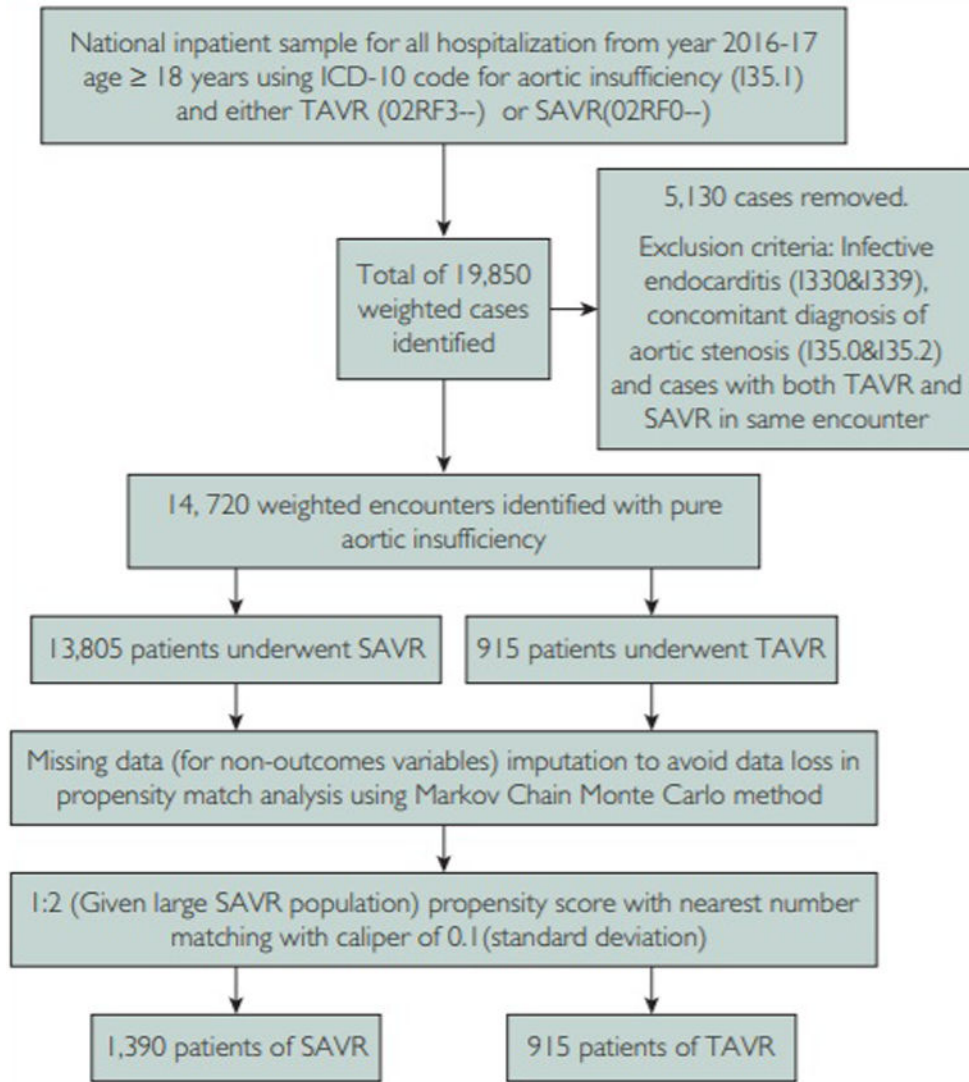 National inpatient sample for all hospitalization from year 2016-17
age ≥ 18 years using ICD-10 code for aortic insufficiency (I35.1)
and either TAVR (02RF3--) or SAVR(02RF0--)
5,130 cases removed.
Exclusion criteria: Infective
endocarditis (I330&I339),
concomitant diagnosis of
aortic stenosis (I35.0&I35.2)
and cases with both TAVR and
SAVR in same encounter
Total of 19,850
weighted cases
identified
14, 720 weighted encounters identified with pure
aortic insufficiency
13,805 patients underwent SAVR
915 patients underwent TAVR
Missing data (for non-outcomes variables) imputation to avoid data loss in
propensity match analysis using Markov Chain Monte Carlo method
1:2 (Given large SAVR population) propensity score with nearest number
matching with caliper of 0.1(standard deviation)
1,390 patients of SAVR
915 patients of TAVR